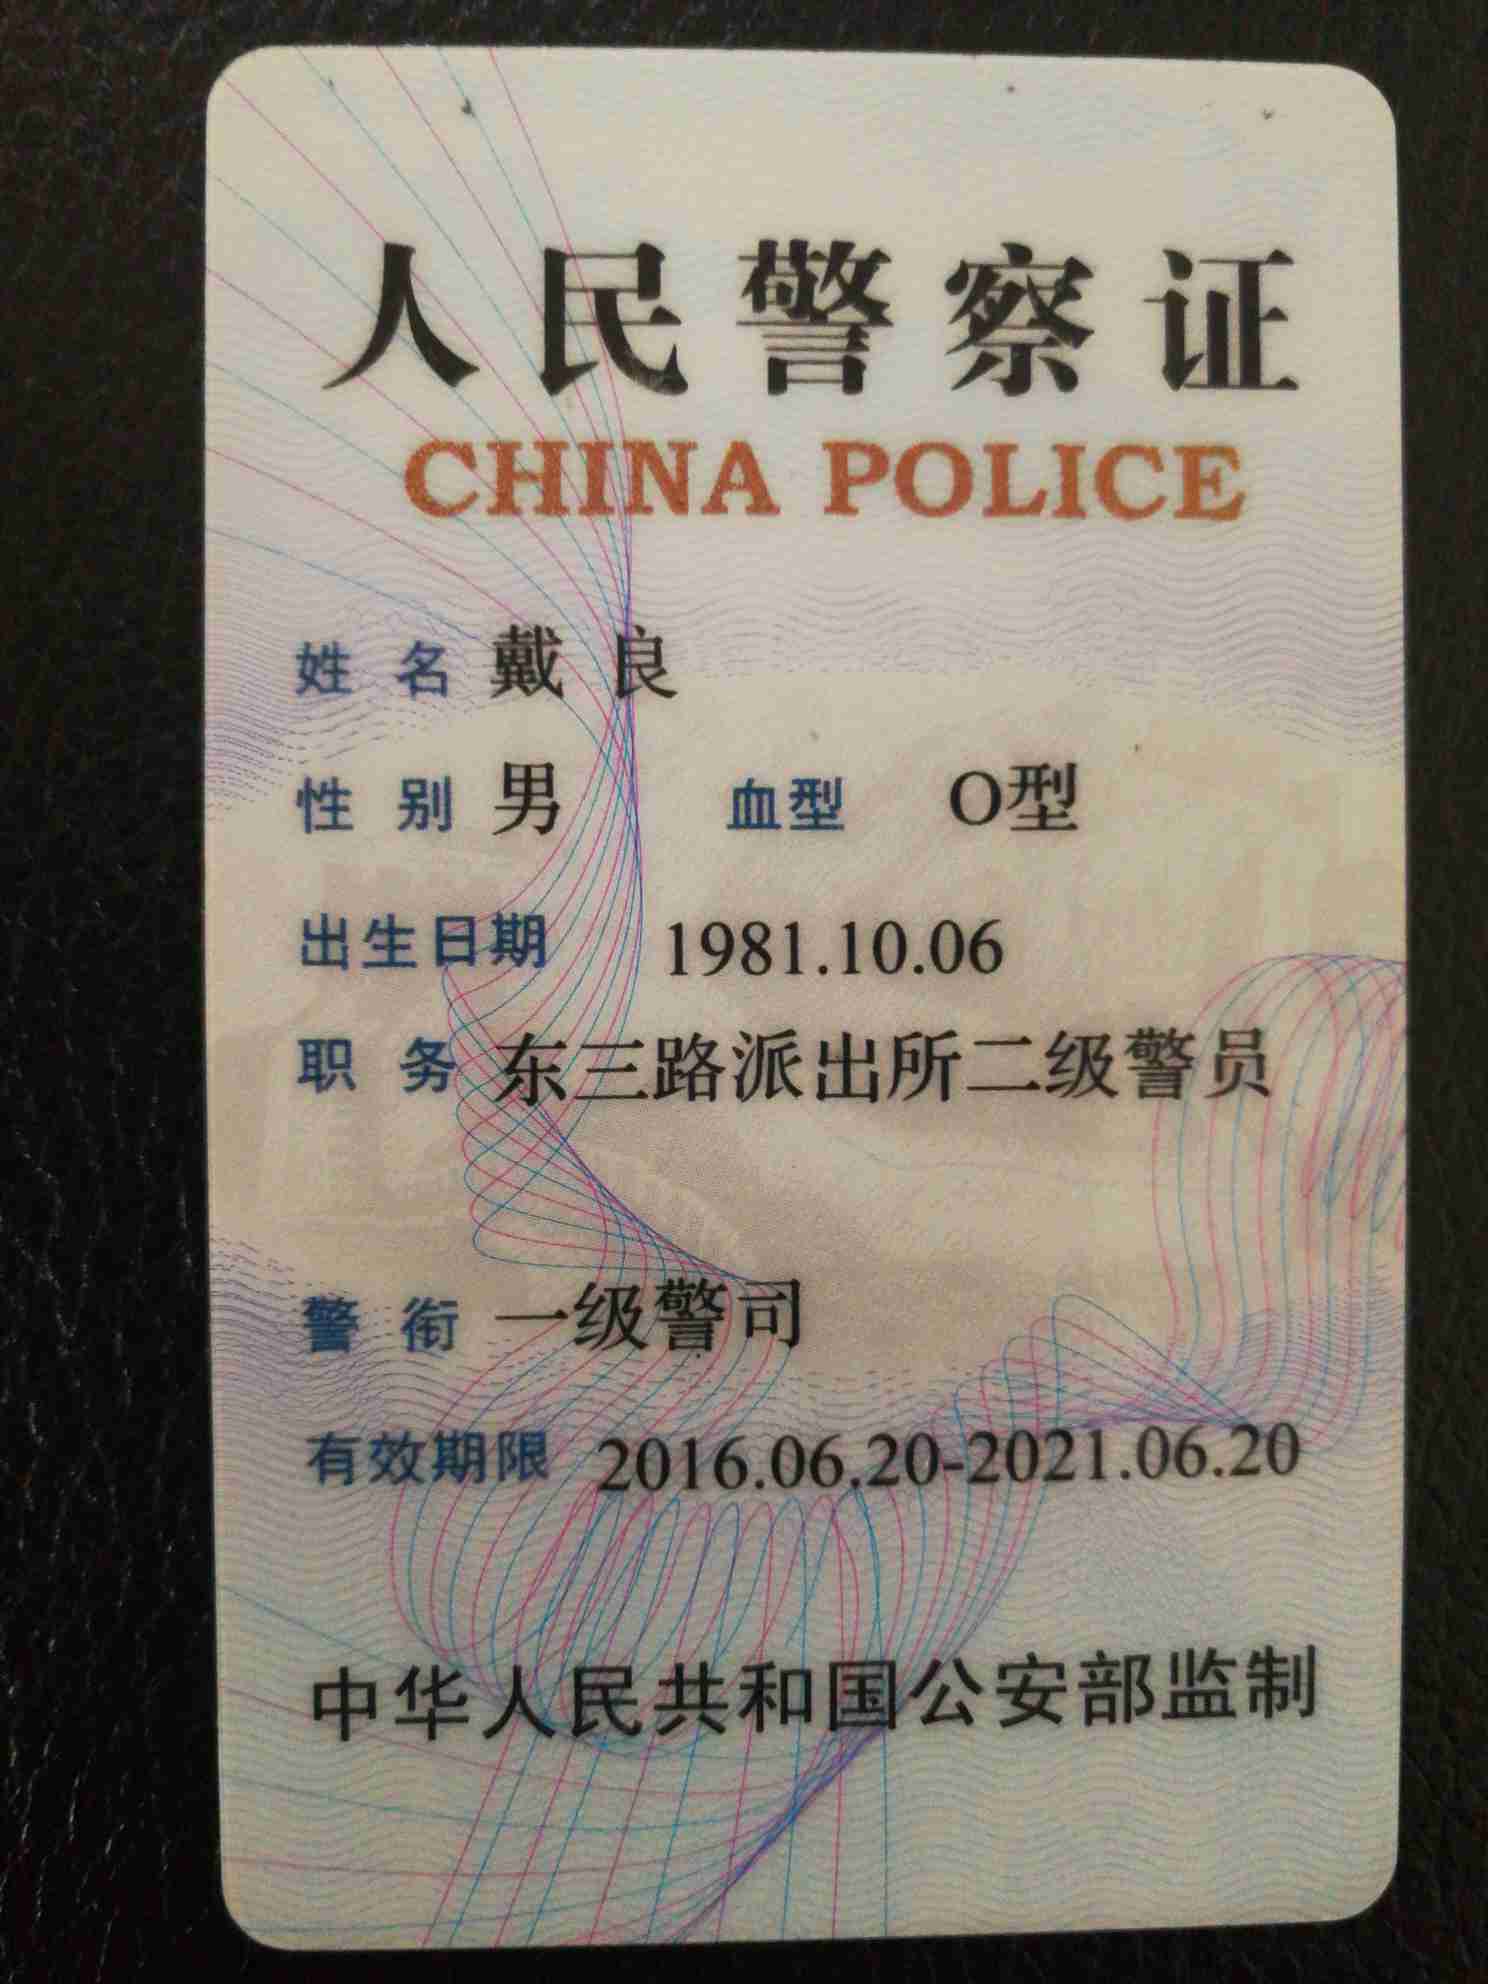 人民警察证
CHINA POLICE
姓 名 戴 良
性 别 男 血型 O型
出生日期 1981.10.06
职 务 东三路派出所二级警员
警 衔 一级警司
有效期限 2016.06.20-2021.06.20
中华人民共和国公安部监制